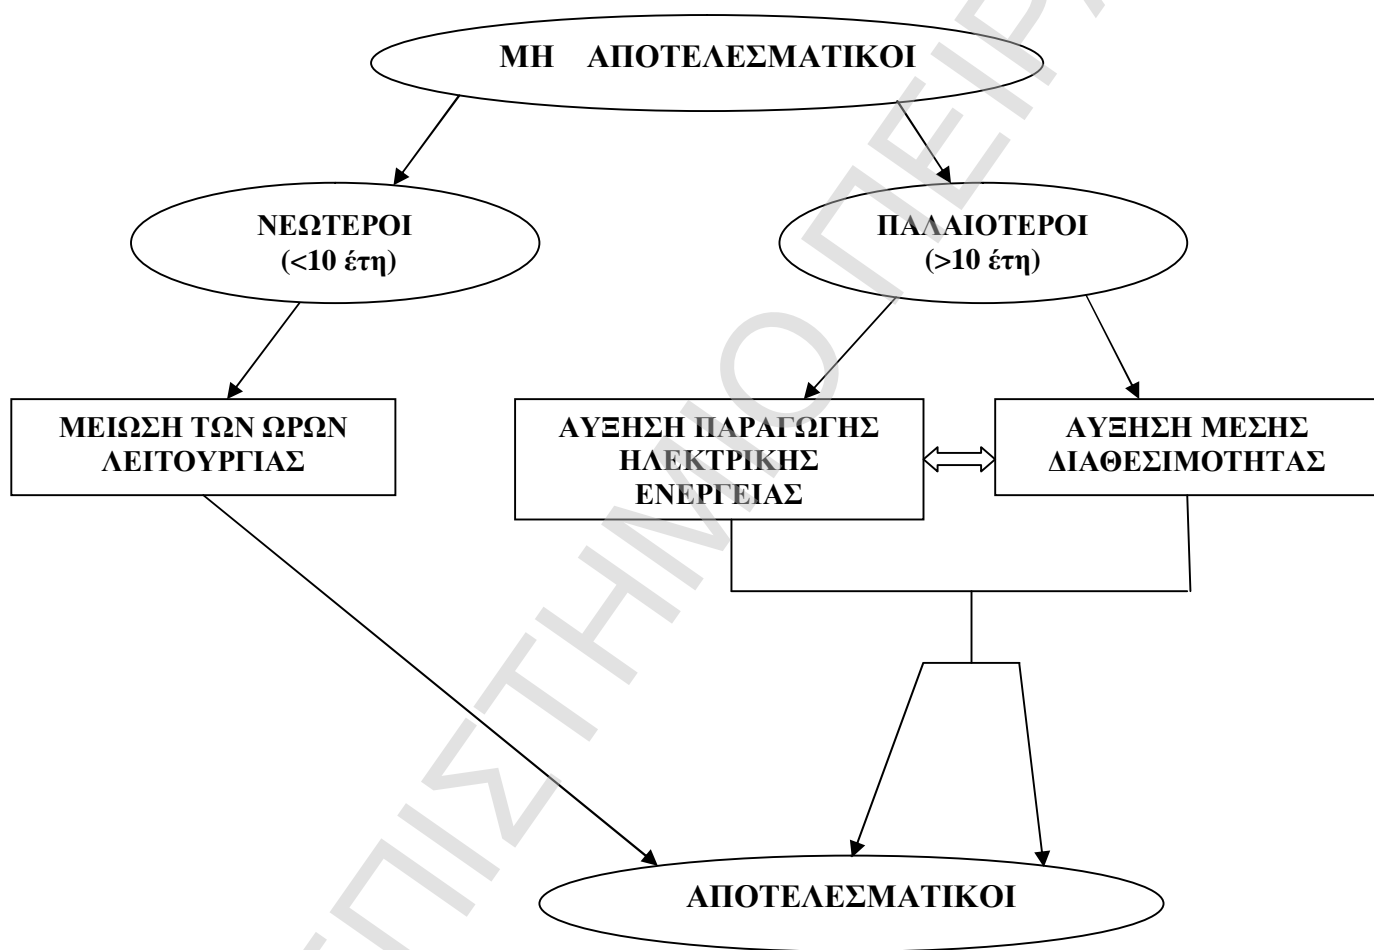 ΜΗ ΑΠΟΤΕΛΕΣΜΑΤΙΚΟΙ
ΝΕΩΤΕΡΟΙ
(<10 έτη)
ΠΑΛΑΙΟΤΕΡΟΙ
(>10 έτη)
ΜΕΙΩΣΗ ΤΩΝ ΩΡΩΝ
ΛΕΙΤΟΥΡΓΙΑΣ
ΑΥΞΗΣΗ ΠΑΡΑΓΩΓΗΣ
ΗΛΕΚΤΡΙΚΗΣ
ΕΝΕΡΓΕΙΑΣ
ΑΥΞΗΣΗ ΜΕΣΗΣ
ΔΙΑΘΕΣΙΜΟΤΗΤΑΣ
ΑΠΟΤΕΛΕΣΜΑΤΙΚΟΙ